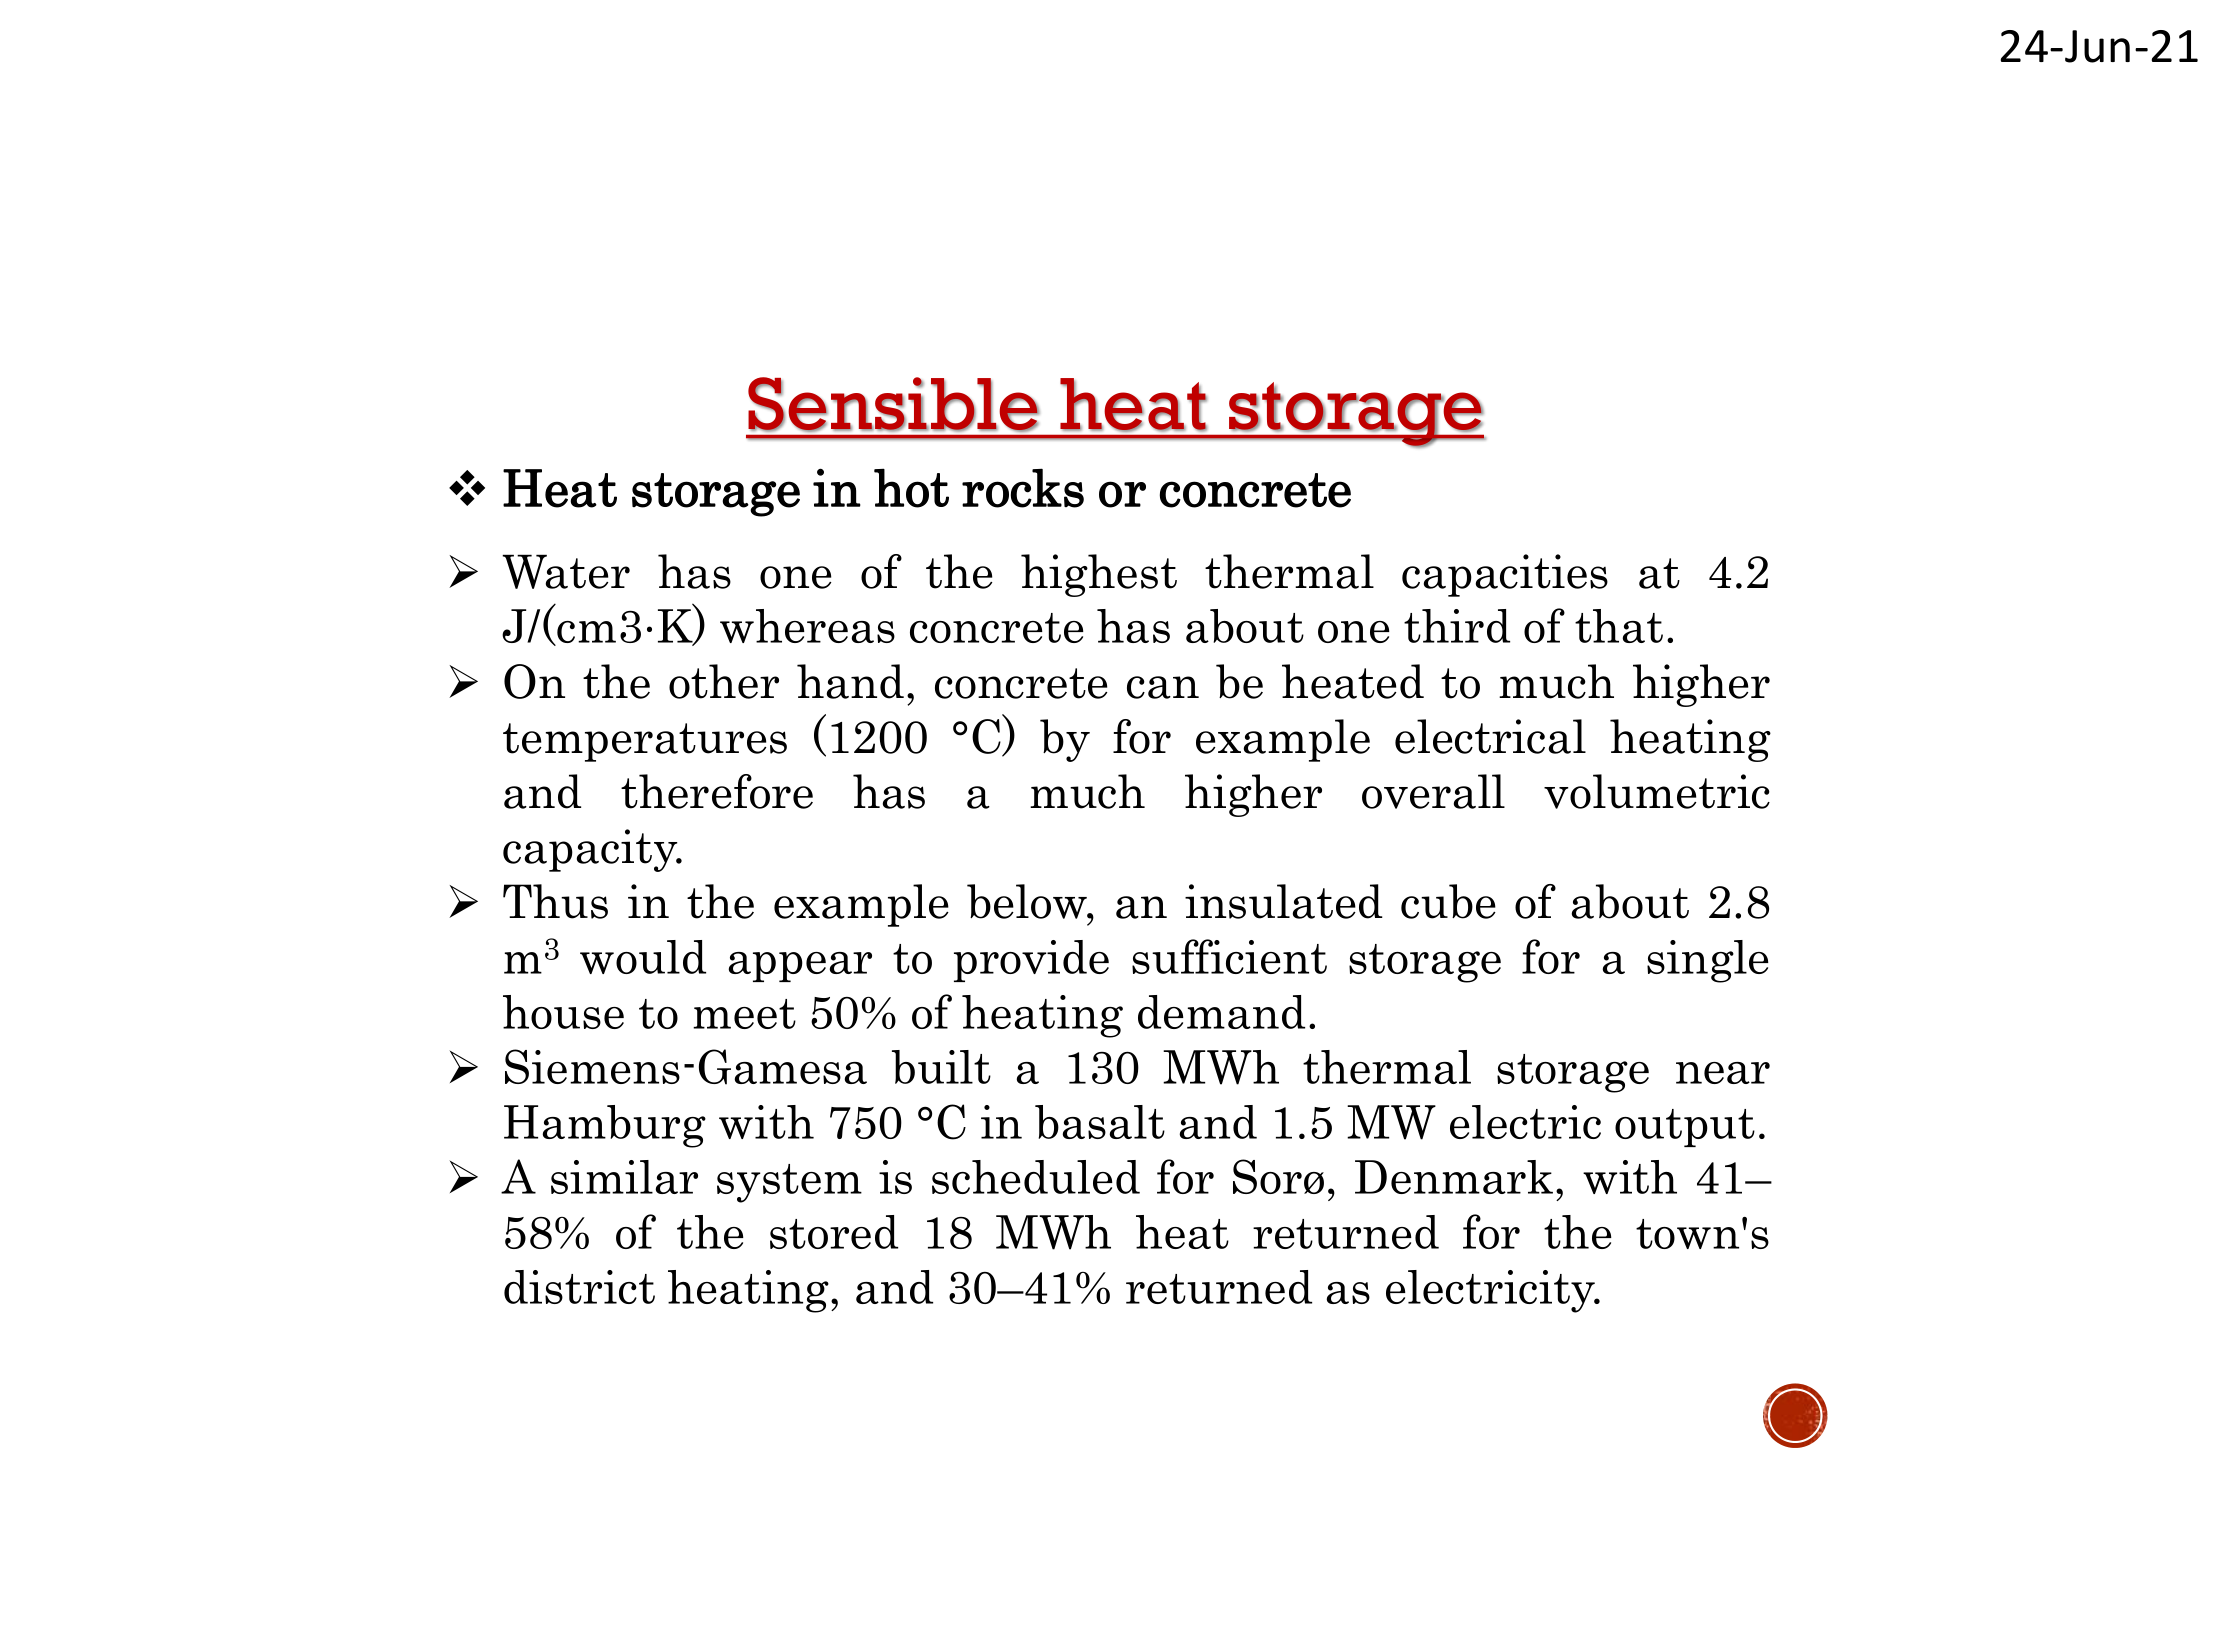 24-Jun-21
Sensible heat storage
❖ Heat storage in hot rocks or concrete
➢ Water has one of the highest thermal capacities at 4.2
J/(cm3·K) whereas concrete has about one third of that.
➢ On the other hand, concrete can be heated to much higher
temperatures (1200 °C) by for example electrical heating
and therefore has a much higher overall volumetric
capacity.
➢ Thus in the example below, an insulated cube of about 2.8
m³ would appear to provide sufficient storage for a single
house to meet 50% of heating demand.
➢ Siemens-Gamesa built a 130 MWh thermal storage near
Hamburg with 750 °C in basalt and 1.5 MW electric output.
➢ A similar system is scheduled for Sorø, Denmark, with 41–
58% of the stored 18 MWh heat returned for the town's
district heating, and 30–41% returned as electricity.